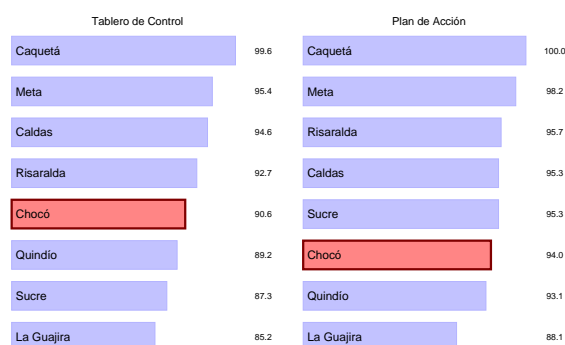 Tablero de Control
Caquetá 99.6
Meta 95.4
Caldas 94.6
Risaralda 92.7
Chocó 90.6
Quindío 89.2
Sucre 87.3
La Guajira 85.2
Plan de Acción
Caquetá 100.0
Meta 98.2
Risaralda 95.7
Caldas 95.3
Sucre 95.3
Chocó 94.0
Quindío 93.1
La Guajira 88.1